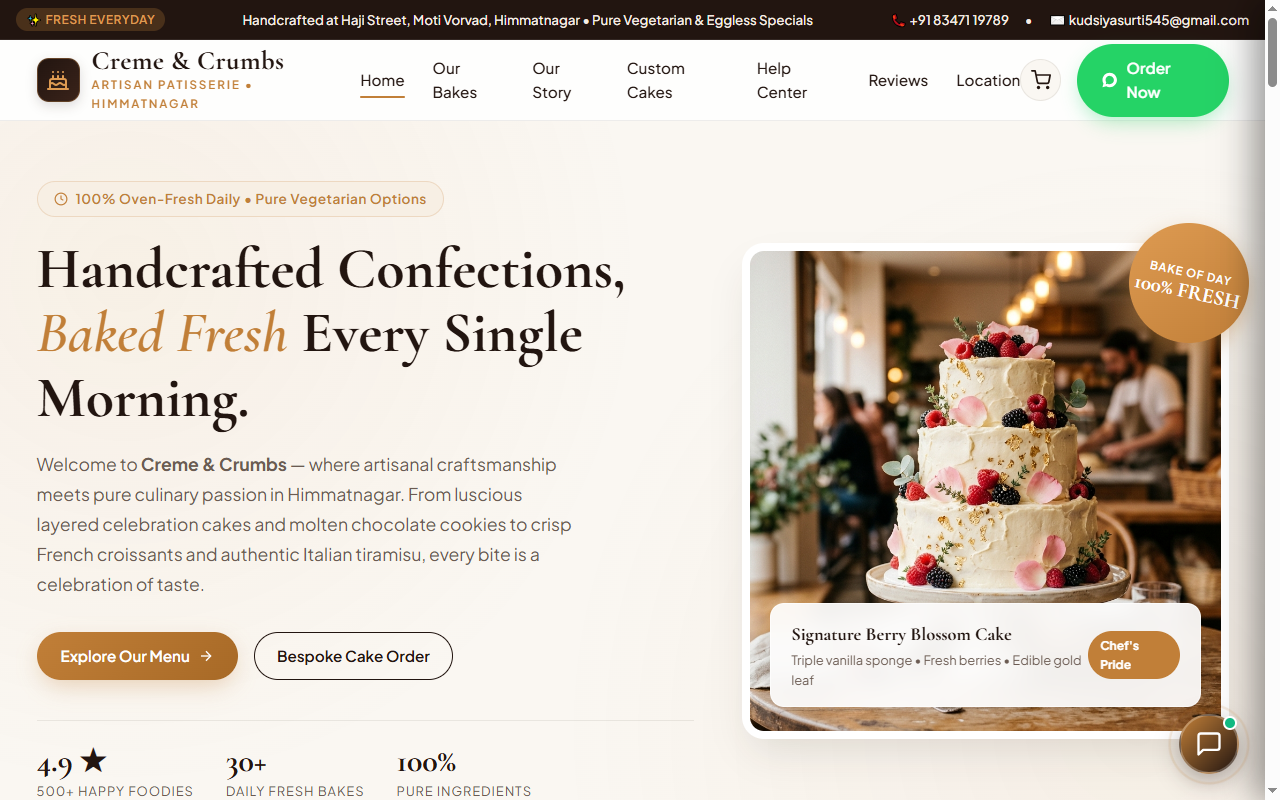 ✨ FRESH EVERYDAY
Handcrafted at Haji Street, Moti Vorvad, Himmatnagar • Pure Vegetarian & Eggless Specials
📞 +91 83471 19789 • ✉️ kudsiyasurti545@gmail.com
Creme & Crumbs
ARTISAN PATISSERIE •
HIMMATNAGAR
Home
Our
Bakes
Our
Story
Custom
Cakes
Help
Center
Reviews
Location
Order
Now
100% Oven-Fresh Daily • Pure Vegetarian Options
Handcrafted Confections,
Baked Fresh Every Single
Morning.
Welcome to Creme & Crumbs — where artisanal craftsmanship
meets pure culinary passion in Himmatnagar. From luscious
layered celebration cakes and molten chocolate cookies to crisp
French croissants and authentic Italian tiramisu, every bite is a
celebration of taste.
Explore Our Menu →
Bespoke Cake Order
4.9 ★
500+ HAPPY FOODIES
30+
DAILY FRESH BAKES
100%
PURE INGREDIENTS
BAKE OF DAY
100% FRESH
Signature Berry Blossom Cake
Triple vanilla sponge • Fresh berries • Edible gold
leaf
Chef's
Pride